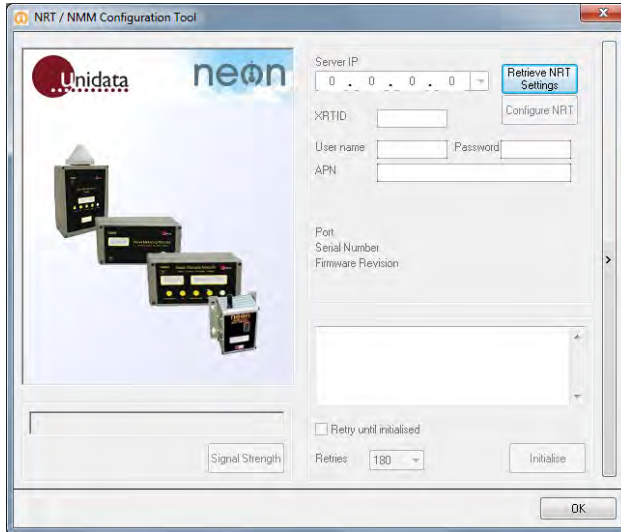 NRT / NMM Configuration Tool
Unidata
neon
Server IP
0 . 0 . 0 . 0
Retrieve NRT
Settings
XRTID
Configure NRT
User name
Password
APN
Port
Serial Number
Firmware Revision
neon
Retry until initialised
Signal Strength
Retries
180
Initialise
>
OK